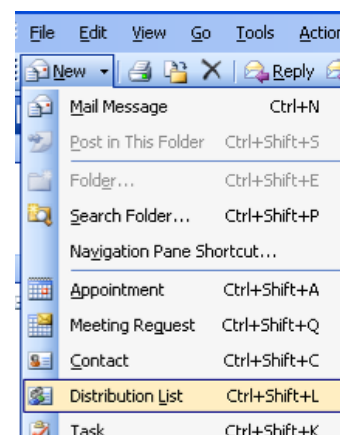 File Edit View Go Tools Action
New Reply
Mail Message Ctrl+N
Post in This Folder Ctrl+Shift+S
Folder... Ctrl+Shift+E
Search Folder... Ctrl+Shift+P
Navigation Pane Shortcut...
Appointment Ctrl+Shift+A
Meeting Request Ctrl+Shift+Q
Contact Ctrl+Shift+C
Distribution List Ctrl+Shift+L
Task Ctrl+Shift+K